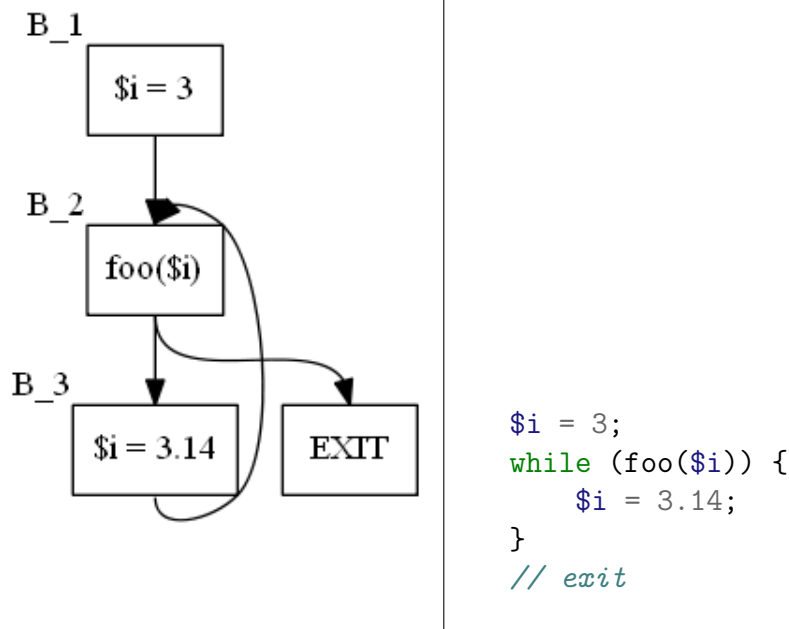 B_1
$i = 3
B_2
foo($i)
B_3
$i = 3.14
EXIT
$i = 3;
while (foo($i)) {
    $i = 3.14;
}
// exit